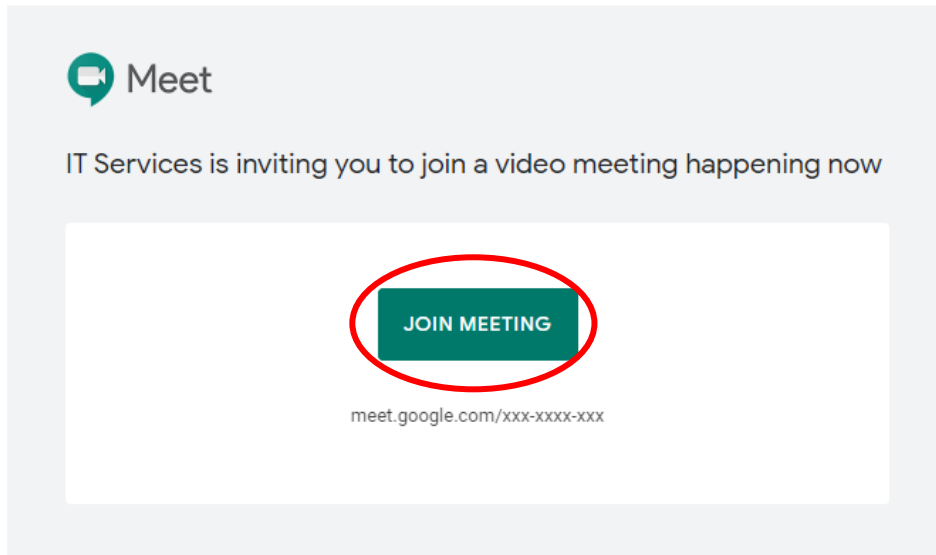 Meet
IT Services is inviting you to join a video meeting happening now
JOIN MEETING
meet.google.com/xxx-xxxx-xxx